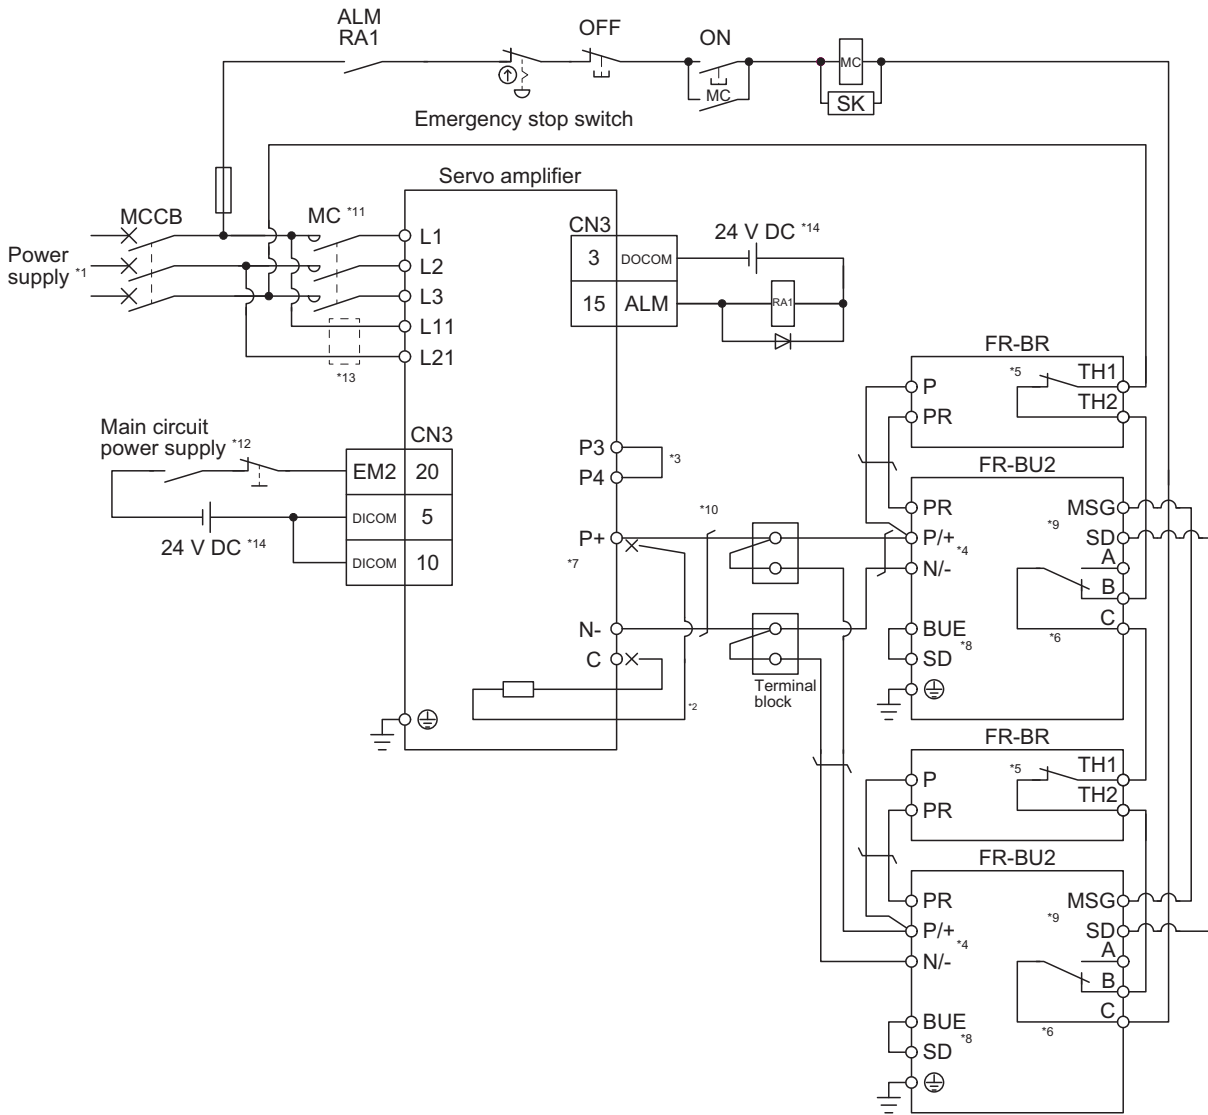 ALM
RA1
OFF
ON
MC
MC
SK
Emergency stop switch
Servo amplifier
MCCB
MC *11
Power
supply *1
L1
L2
L3
L11
L21
*13
CN3
3 DOCOM
15 ALM
24 V DC *14
RA1
Main circuit
power supply *12
24 V DC *14
CN3
EM2 20
DICOM 5
DICOM 10
P3
P4
*3
P+
*7
N-
C
*2
*10
Terminal
block
FR-BR
P
PR
*5
TH1
TH2
FR-BU2
PR
P/+
*4
N/-
BUE
*8
SD
MSG
*9
SD
A
B
C
*6
FR-BR
P
PR
*5
TH1
TH2
FR-BU2
PR
P/+
*4
N/-
BUE
*8
SD
MSG
*9
SD
A
B
C
*6